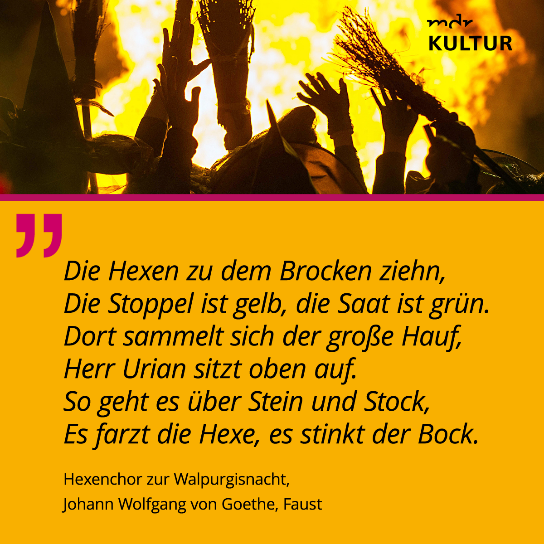 mdr
KULTUR
Die Hexen zu dem Brocken ziehn,
Die Stoppel ist gelb, die Saat ist grün.
Dort sammelt sich der große Hauf,
Herr Urian sitzt oben auf.
So geht es über Stein und Stock,
Es farzt die Hexe, es stinkt der Bock.
Hexenchor zur Walpurgisnacht,
Johann Wolfgang von Goethe, Faust